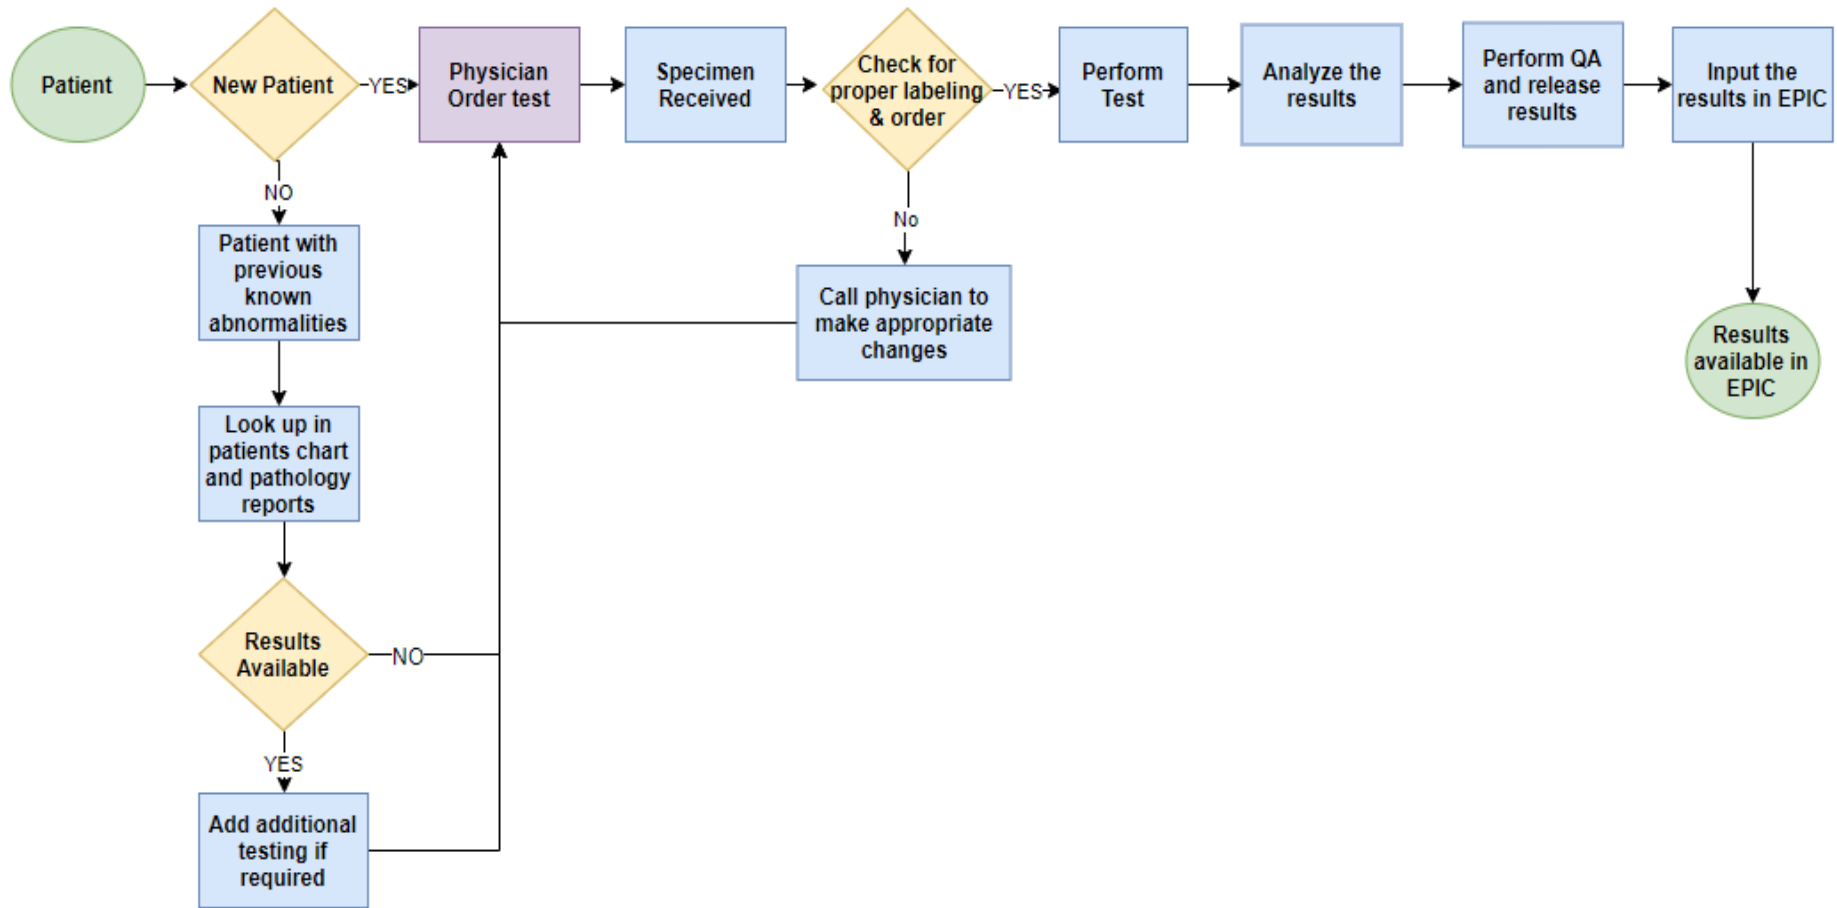 Patient
New Patient
YES
Physician
Order test
Specimen
Received
Check for
proper labeling
& order
YES
Perform
Test
Analyze the
results
Perform QA
and release
results
Input the
results in EPIC
NO
Patient with
previous
known
abnormalities
No
Call physician to
make appropriate
changes
Results
available in
EPIC
Look up in
patients chart
and pathology
reports
Results
Available
NO
YES
Add additional
testing if
required